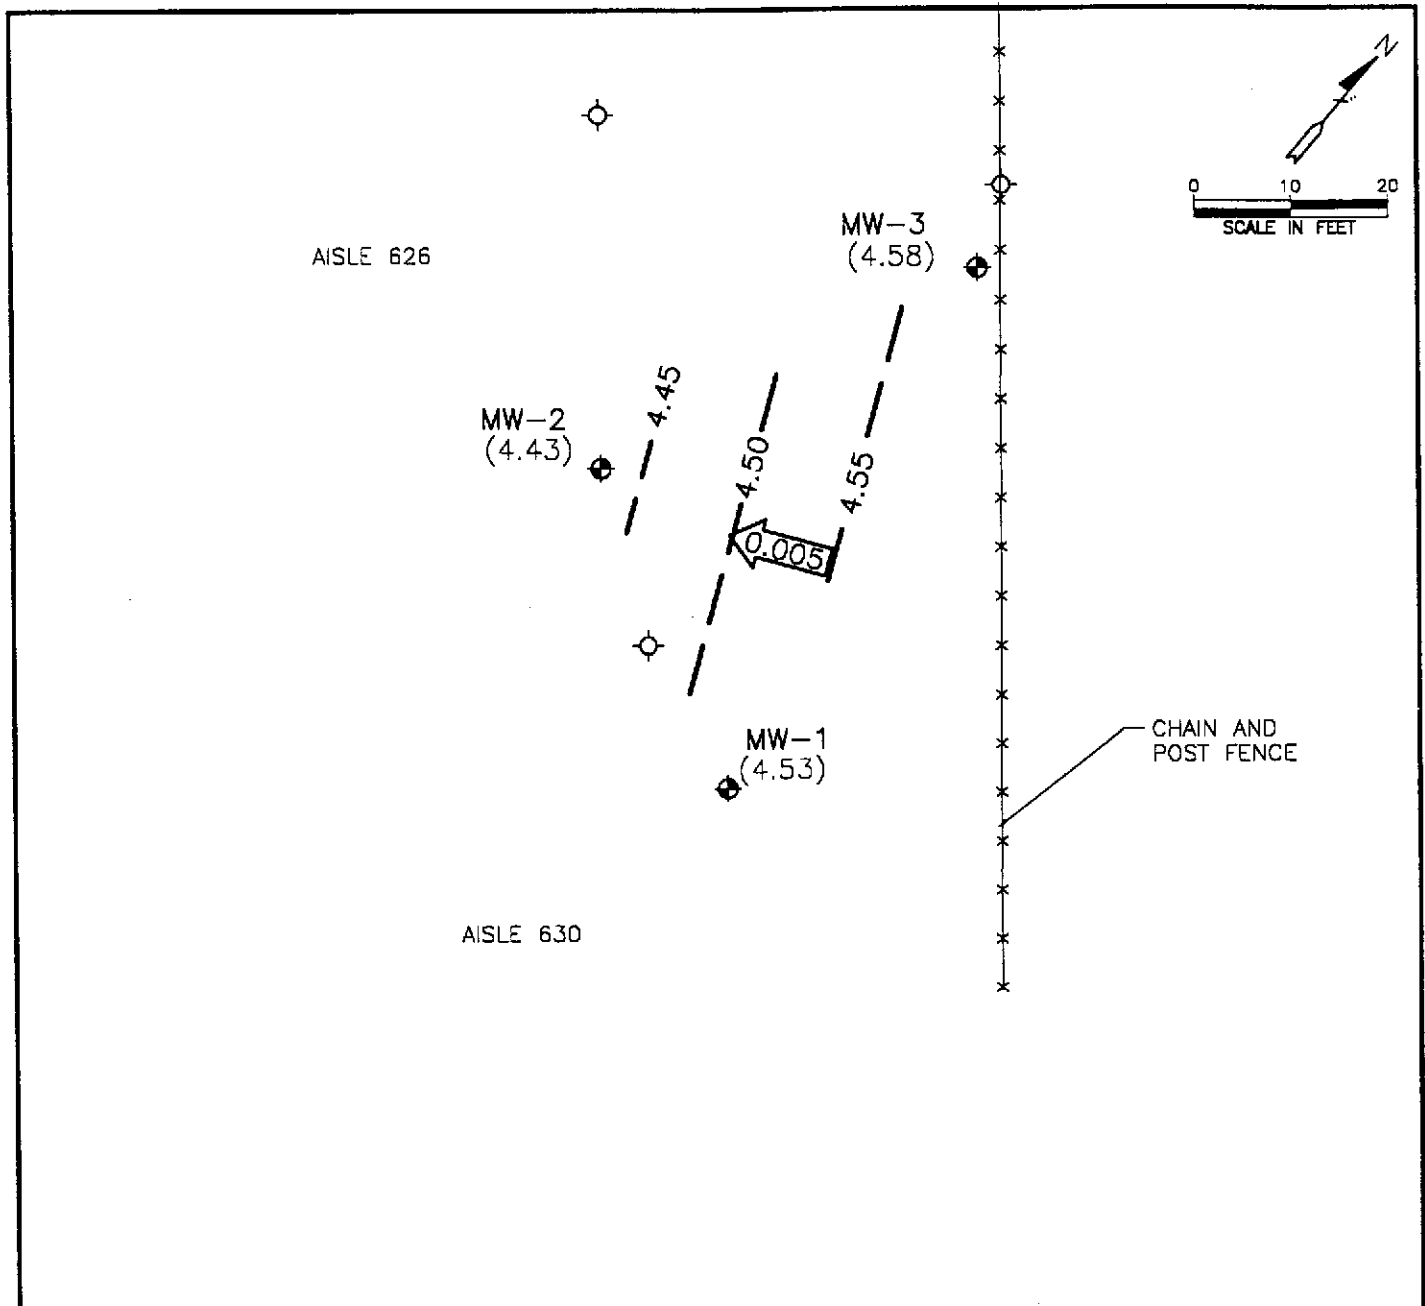 N
0 10 20
SCALE IN FEET
MW-3
(4.58)
AISLE 626
4.45
MW-2
(4.43)
4.50
4.55
0.005
MW-1
(4.53)
CHAIN AND
POST FENCE
AISLE 630